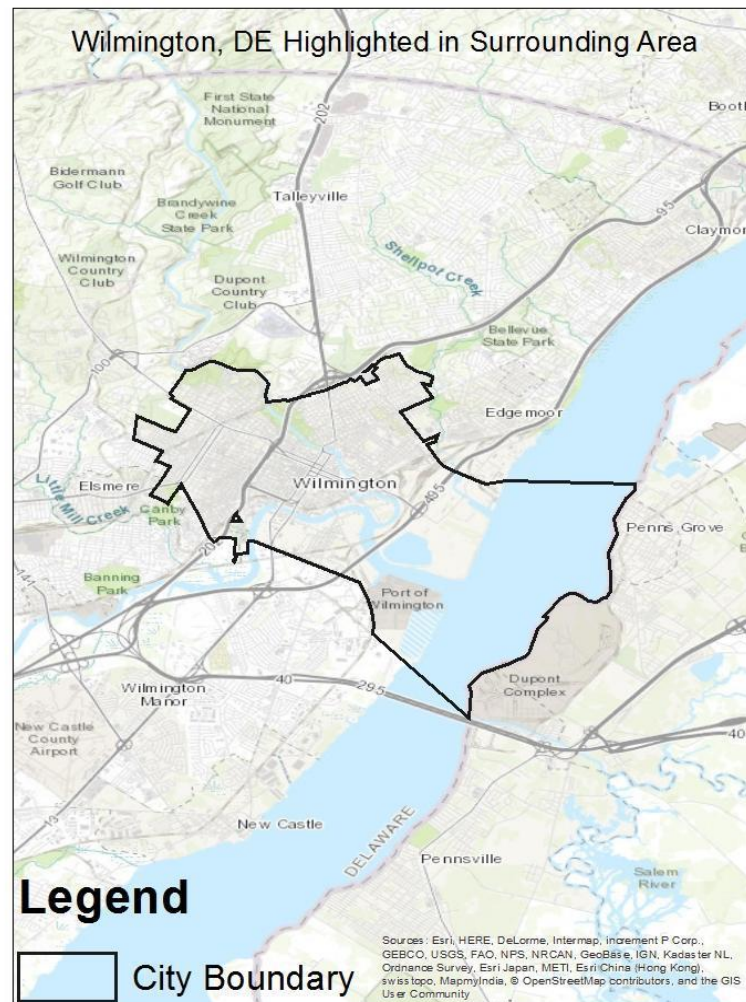 Wilmington, DE Highlighted in Surrounding Area
First State
National
Monument
202
Booth
Bidermann
Golf Club
Talleyville
95
Brandywine
Creek
State Park
Claymon
Shellpot Creek
Wilmington
Country
Club
Dupont
Country
Club
Bellevue
State Park
100
Edgemoor
Elsmere
Wilmington
495
Little Mill Creek
Canby
Park
Penns Grove
20
141
Banning
Park
Port of
Wilmington
Dupont
Complex
40
295
Wilmington
Manor
New Castle
County
Airport
40
13
New Castle
DELAWARE
Pennsville
Salem
River
Legend
City Boundary
Sources: Esri, HERE, DeLorme, Intermap, increment P Corp.,
GEBCO, USGS, FAO, NPS, NRCAN, GeoBase, IGN, Kadaster NL,
Ordnance Survey, Esri Japan, METI, Esri China (Hong Kong),
swisstopo, MapmyIndia, © OpenStreetMap contributors, and the GIS
User Community